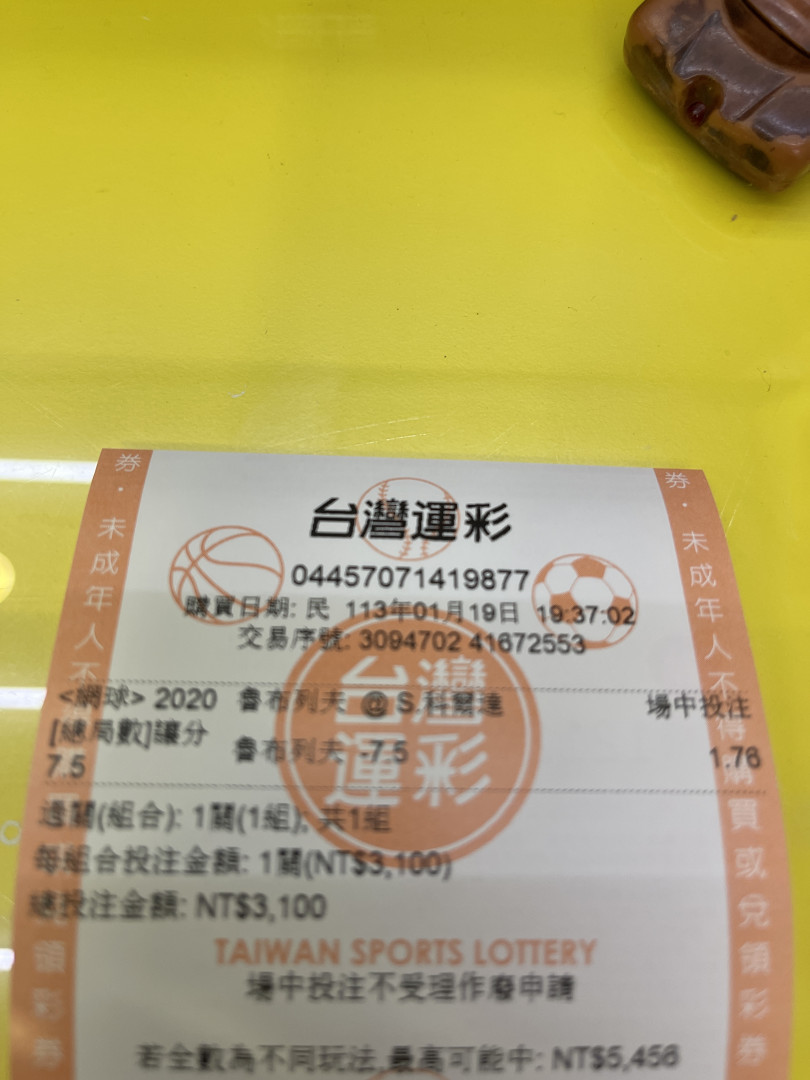 台灣運彩
04457071419877
購買日期: 民 113年01月19日 19:37:02
交易序號: 3094702 41672553
<網球> 2020 魯布列夫 @ S.科爾達 場中投注
[總局數]讓分 魯布列夫 -7.5 1.76
7.5
過關(組合): 1關(1組); 共1組
每組合投注金額: 1關(NT$3,100)
總投注金額: NT$3,100
TAIWAN SPORTS LOTTERY
場中投注不受理作廢申請
若全數為不同玩法,最高可能中: NT$5,456
台灣運彩
券．未成年人不
領彩券
券．未成年人不得購買或兌領彩券